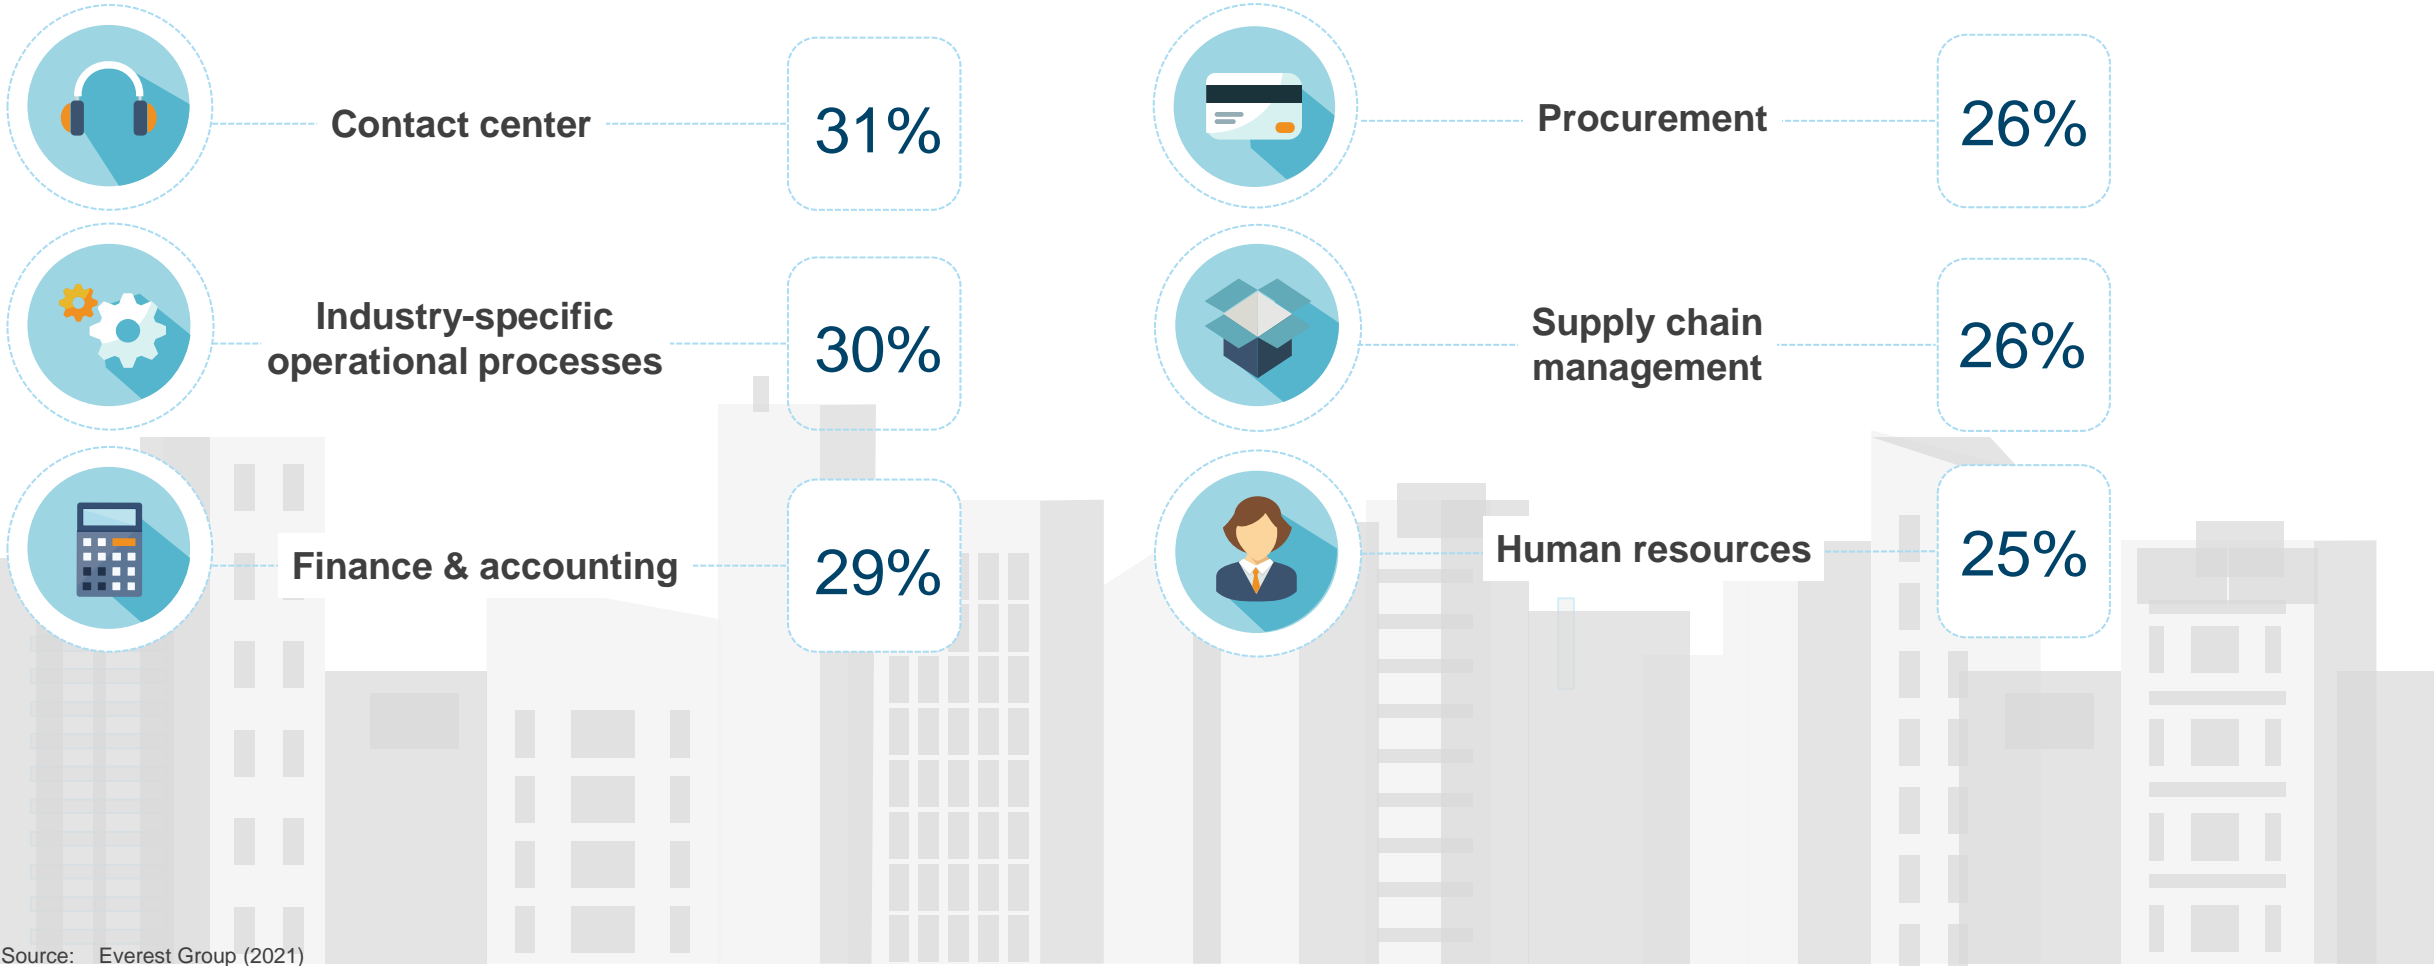 Contact center
31%
Industry-specific
operational processes
30%
Finance & accounting
29%
Procurement
26%
Supply chain
management
26%
Human resources
25%
Source: Everest Group (2021)